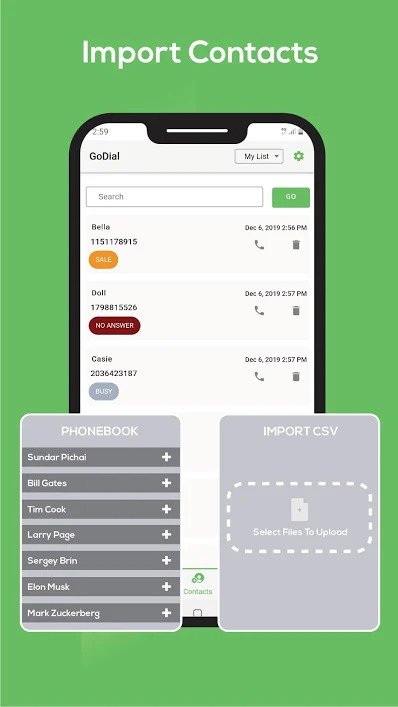 Import Contacts
2:59
GoDial
My List
Search
GO
Bella
Dec 6, 2019 2:56 PM
1151178915
SALE
Doll
Dec 6, 2019 2:57 PM
1798815526
NO ANSWER
Casie
Dec 6, 2019 2:57 PM
2036423187
BUSY
PHONEBOOK
Sundar Pichai
Bill Gates
Tim Cook
Larry Page
Sergey Brin
Elon Musk
Mark Zuckerberg
IMPORT CSV
Select Files To Upload
Contacts